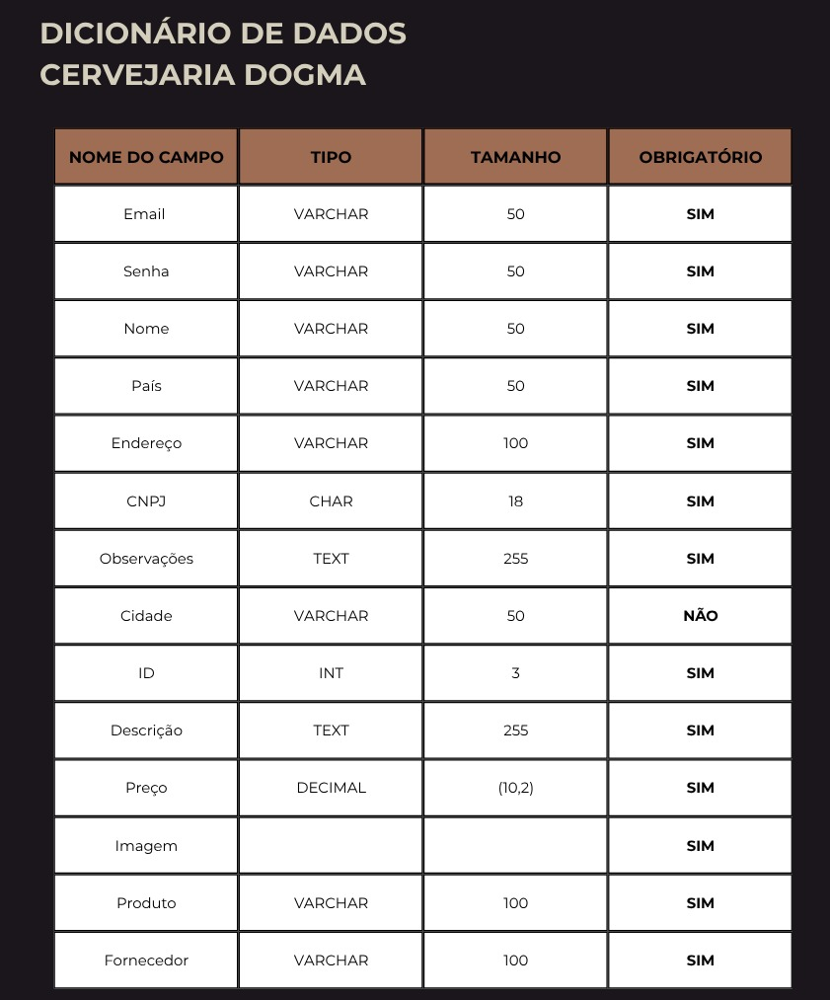 DICIONÁRIO DE DADOS
CERVEJARIA DOGMA
NOME DO CAMPO TIPO TAMANHO OBRIGATÓRIO
Email VARCHAR 50 SIM
Senha VARCHAR 50 SIM
Nome VARCHAR 50 SIM
País VARCHAR 50 SIM
Endereço VARCHAR 100 SIM
CNPJ CHAR 18 SIM
Observações TEXT 255 SIM
Cidade VARCHAR 50 NÃO
ID INT 3 SIM
Descrição TEXT 255 SIM
Preço DECIMAL (10,2) SIM
Imagem SIM
Produto VARCHAR 100 SIM
Fornecedor VARCHAR 100 SIM